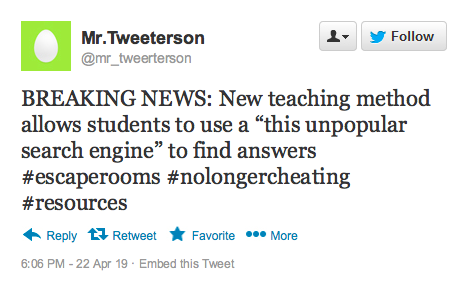 Mr.Tweeterson
Follow
@mr_tweerterson
BREAKING NEWS: New teaching method
allows students to use a “this unpopular
search engine” to find answers
#escaperooms #nolongercheating
#resources
Reply Retweet Favorite More
6:06 PM - 22 Apr 19 · Embed this Tweet